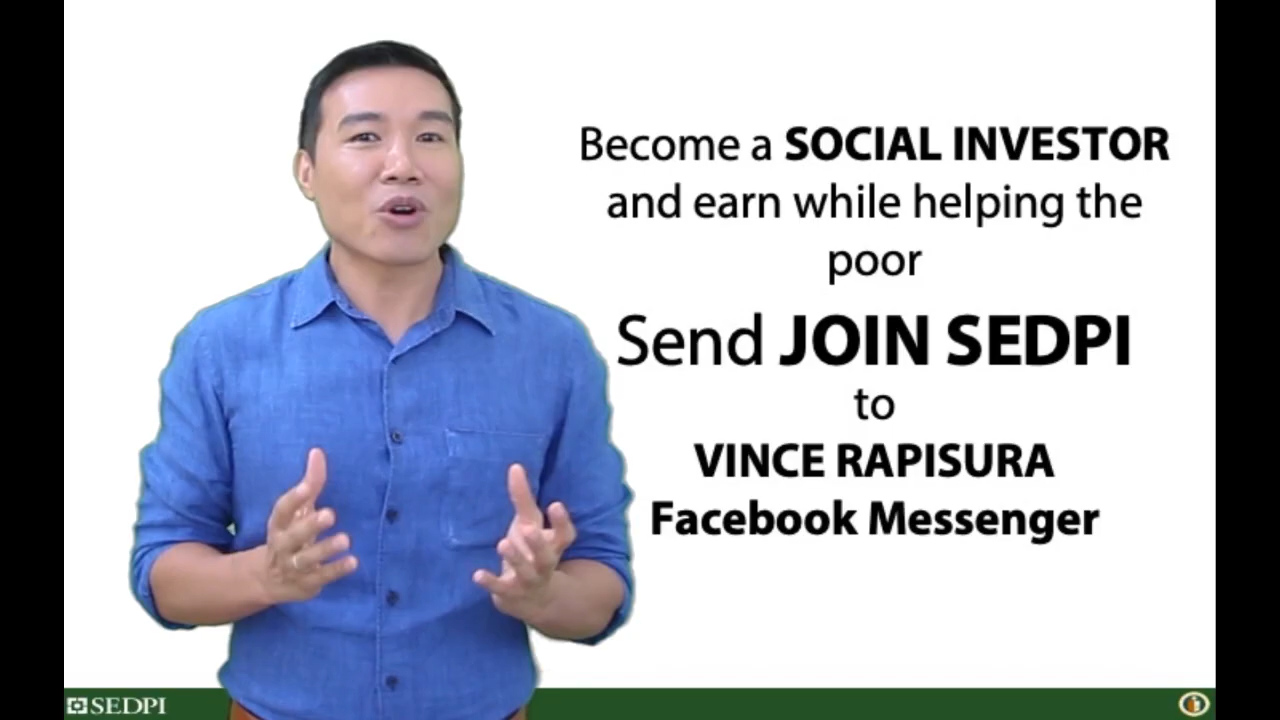 Become a SOCIAL INVESTOR
and earn while helping the
poor
Send JOIN SEDPI
to
VINCE RAPISURA
Facebook Messenger
SEDPI